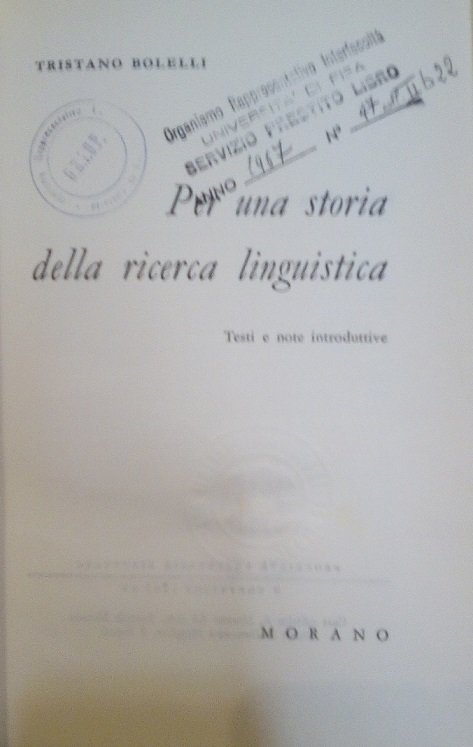 TRISTANO BOLELLI
Organismo Rappresentativo Interfacoltà
UNIVERSITA' DI PISA
SERVIZIO PRESTITO LIBRO
ANNO 1967 N°
Per una storia
della ricerca linguistica
Testi e note introduttive
MORANO